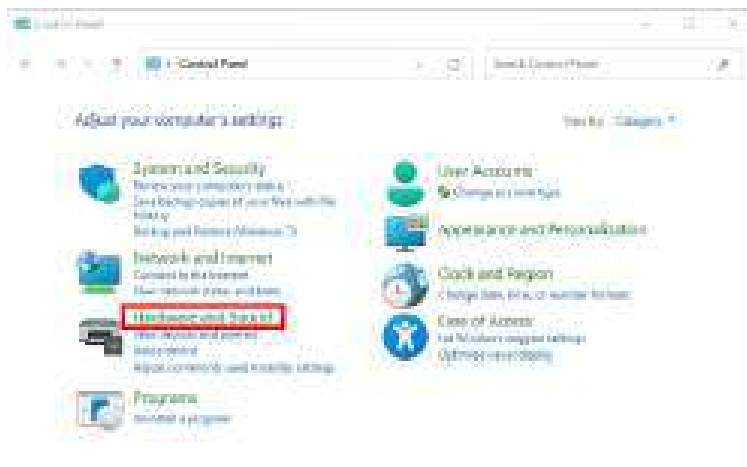 Control Panel
Control Panel
Search Control Panel
Adjust your computer's settings
View by: Category
System and Security
Review your computer's status
Save backup copies of your files with File
History
Backup and Restore (Windows 7)
Network and Internet
Connect to the Internet
View network status and tasks
Hardware and Sound
View devices and printers
Add a device
Adjust commonly used mobility settings
Programs
Uninstall a program
User Accounts
Change account type
Appearance and Personalization
Clock and Region
Change date, time, or number formats
Ease of Access
Let Windows suggest settings
Optimize visual display